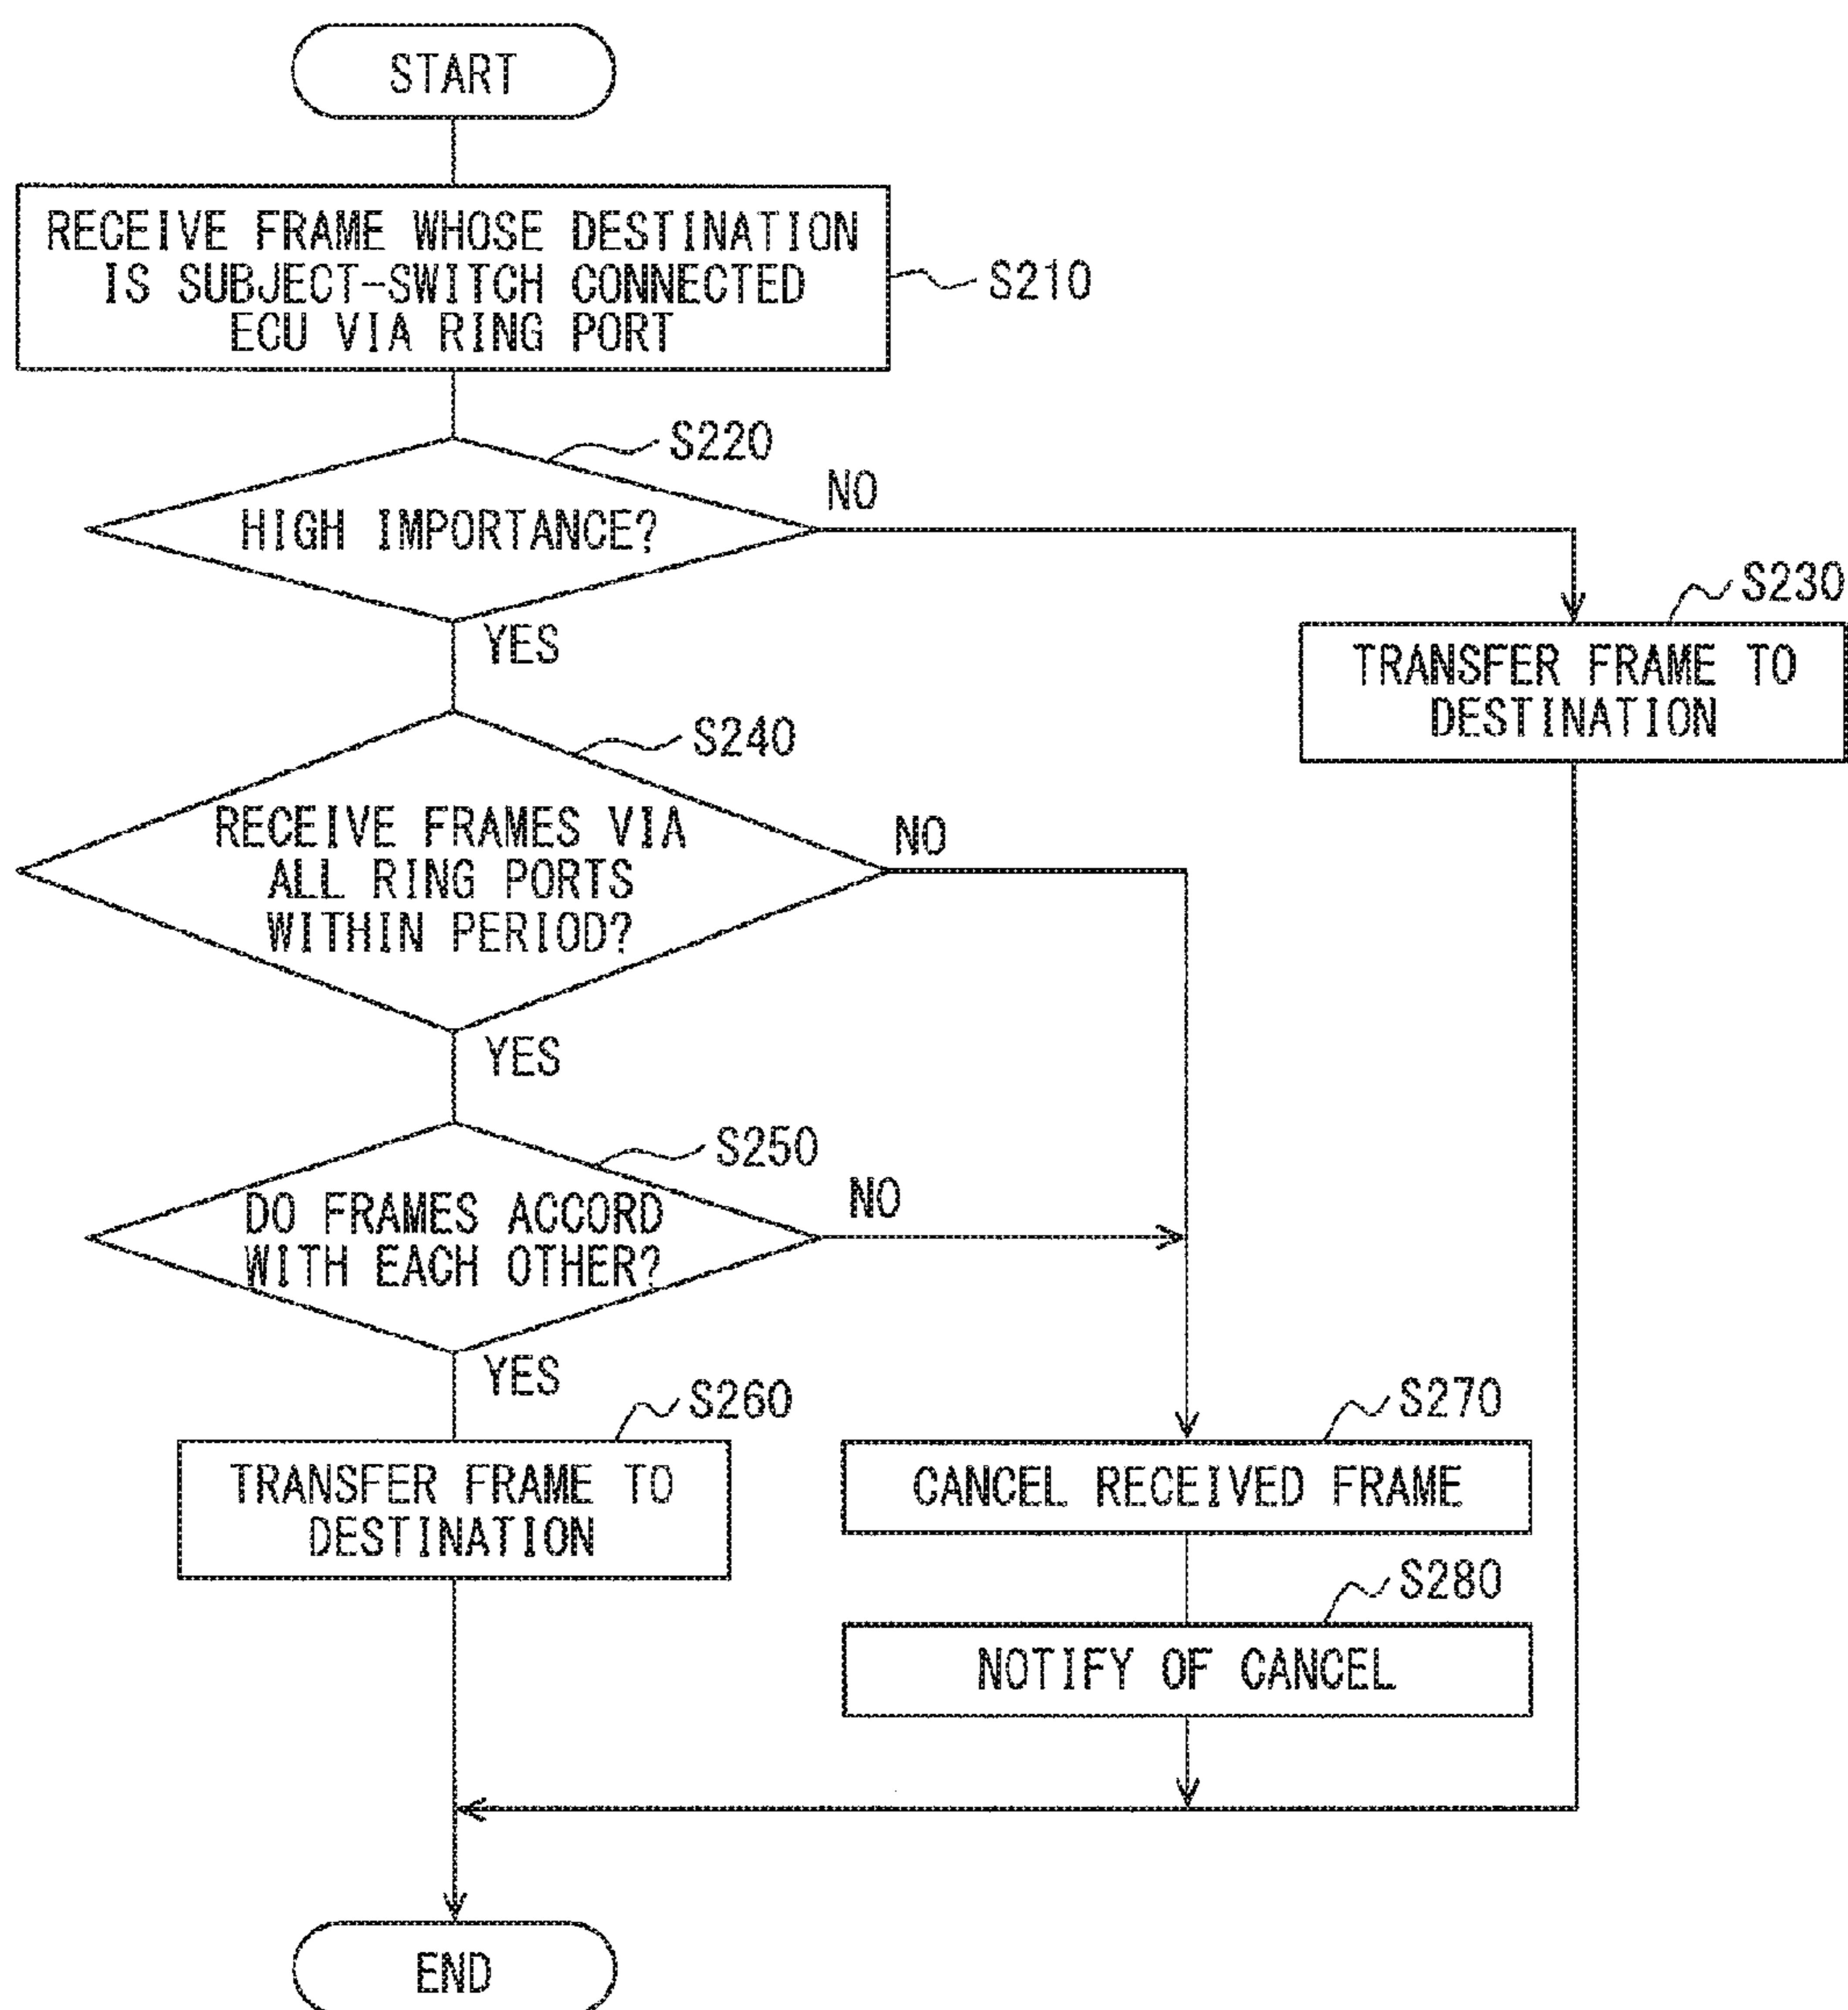 START
RECEIVE FRAME WHOSE DESTINATION
IS SUBJECT-SWITCH CONNECTED
ECU VIA RING PORT
S210
S220
HIGH IMPORTANCE?
NO
YES
S230
TRANSFER FRAME TO
DESTINATION
S240
RECEIVE FRAMES VIA
ALL RING PORTS
WITHIN PERIOD?
NO
YES
S250
DO FRAMES ACCORD
WITH EACH OTHER?
NO
YES
S260
TRANSFER FRAME TO
DESTINATION
S270
CANCEL RECEIVED FRAME
S280
NOTIFY OF CANCEL
END